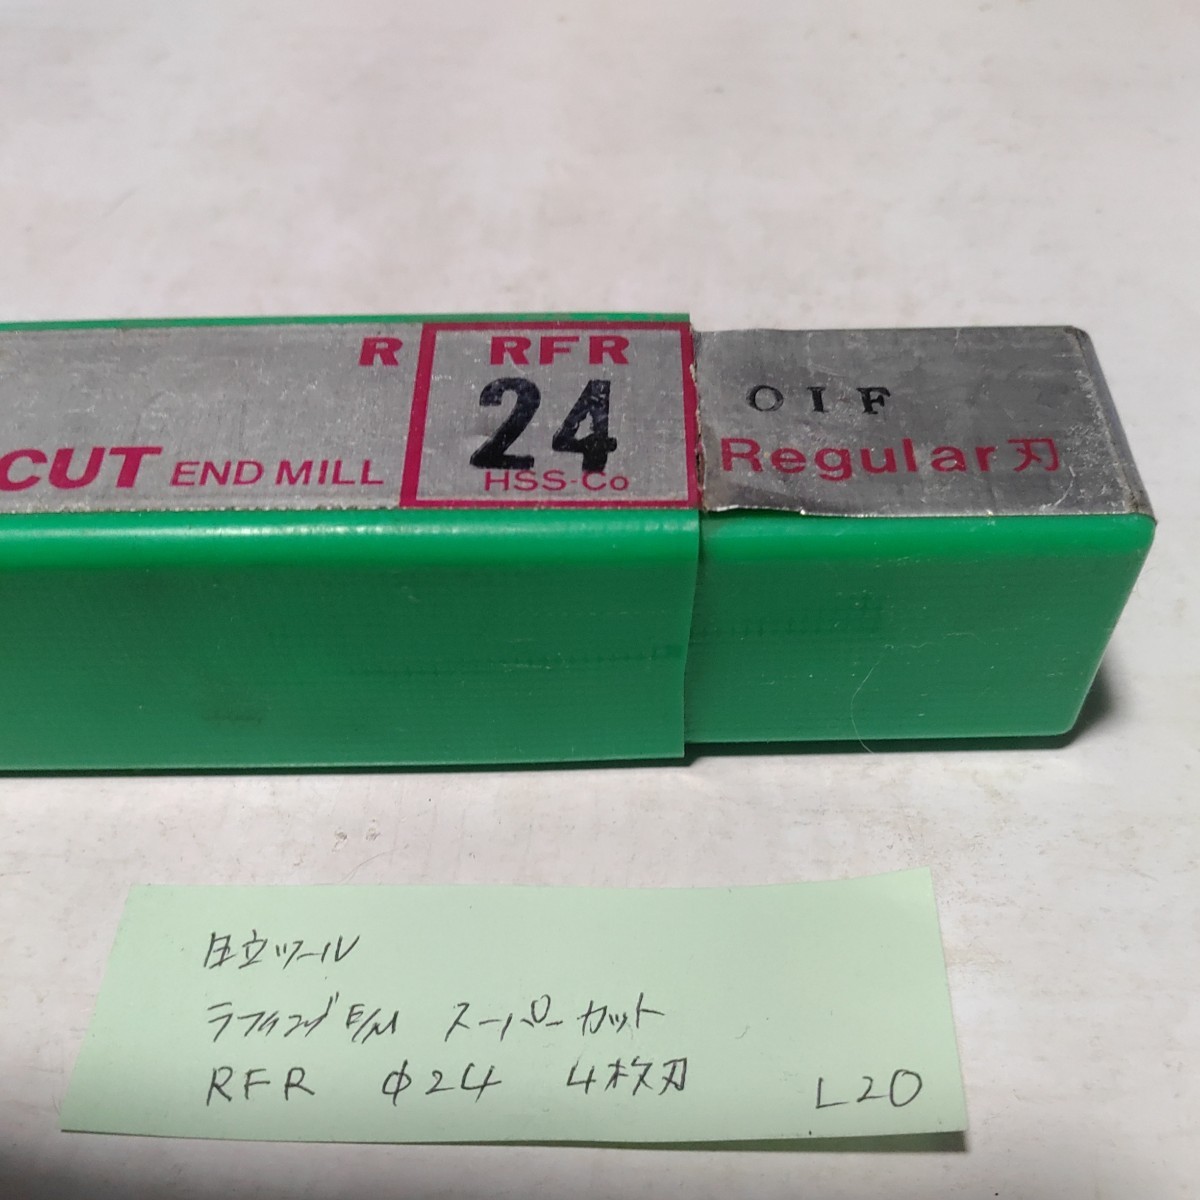 R
CUT END MILL
RFR
24
HSS-Co
OIF
Regular刃
日立ツール
ラフィングE/M スーパーカット
RFR φ24 4枚刃
L20